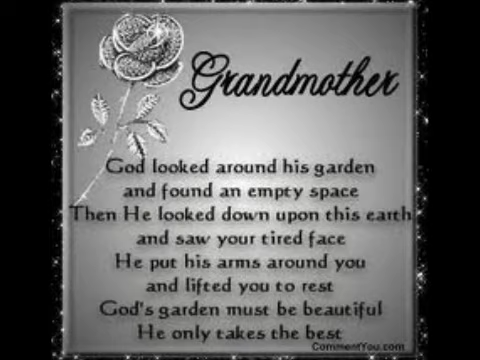 Grandmother
God looked around his garden
and found an empty space
Then He looked down upon this earth
and saw your tired face
He put his arms around you
and lifted you to rest
God's garden must be beautiful
He only takes the best
CommentYou.com